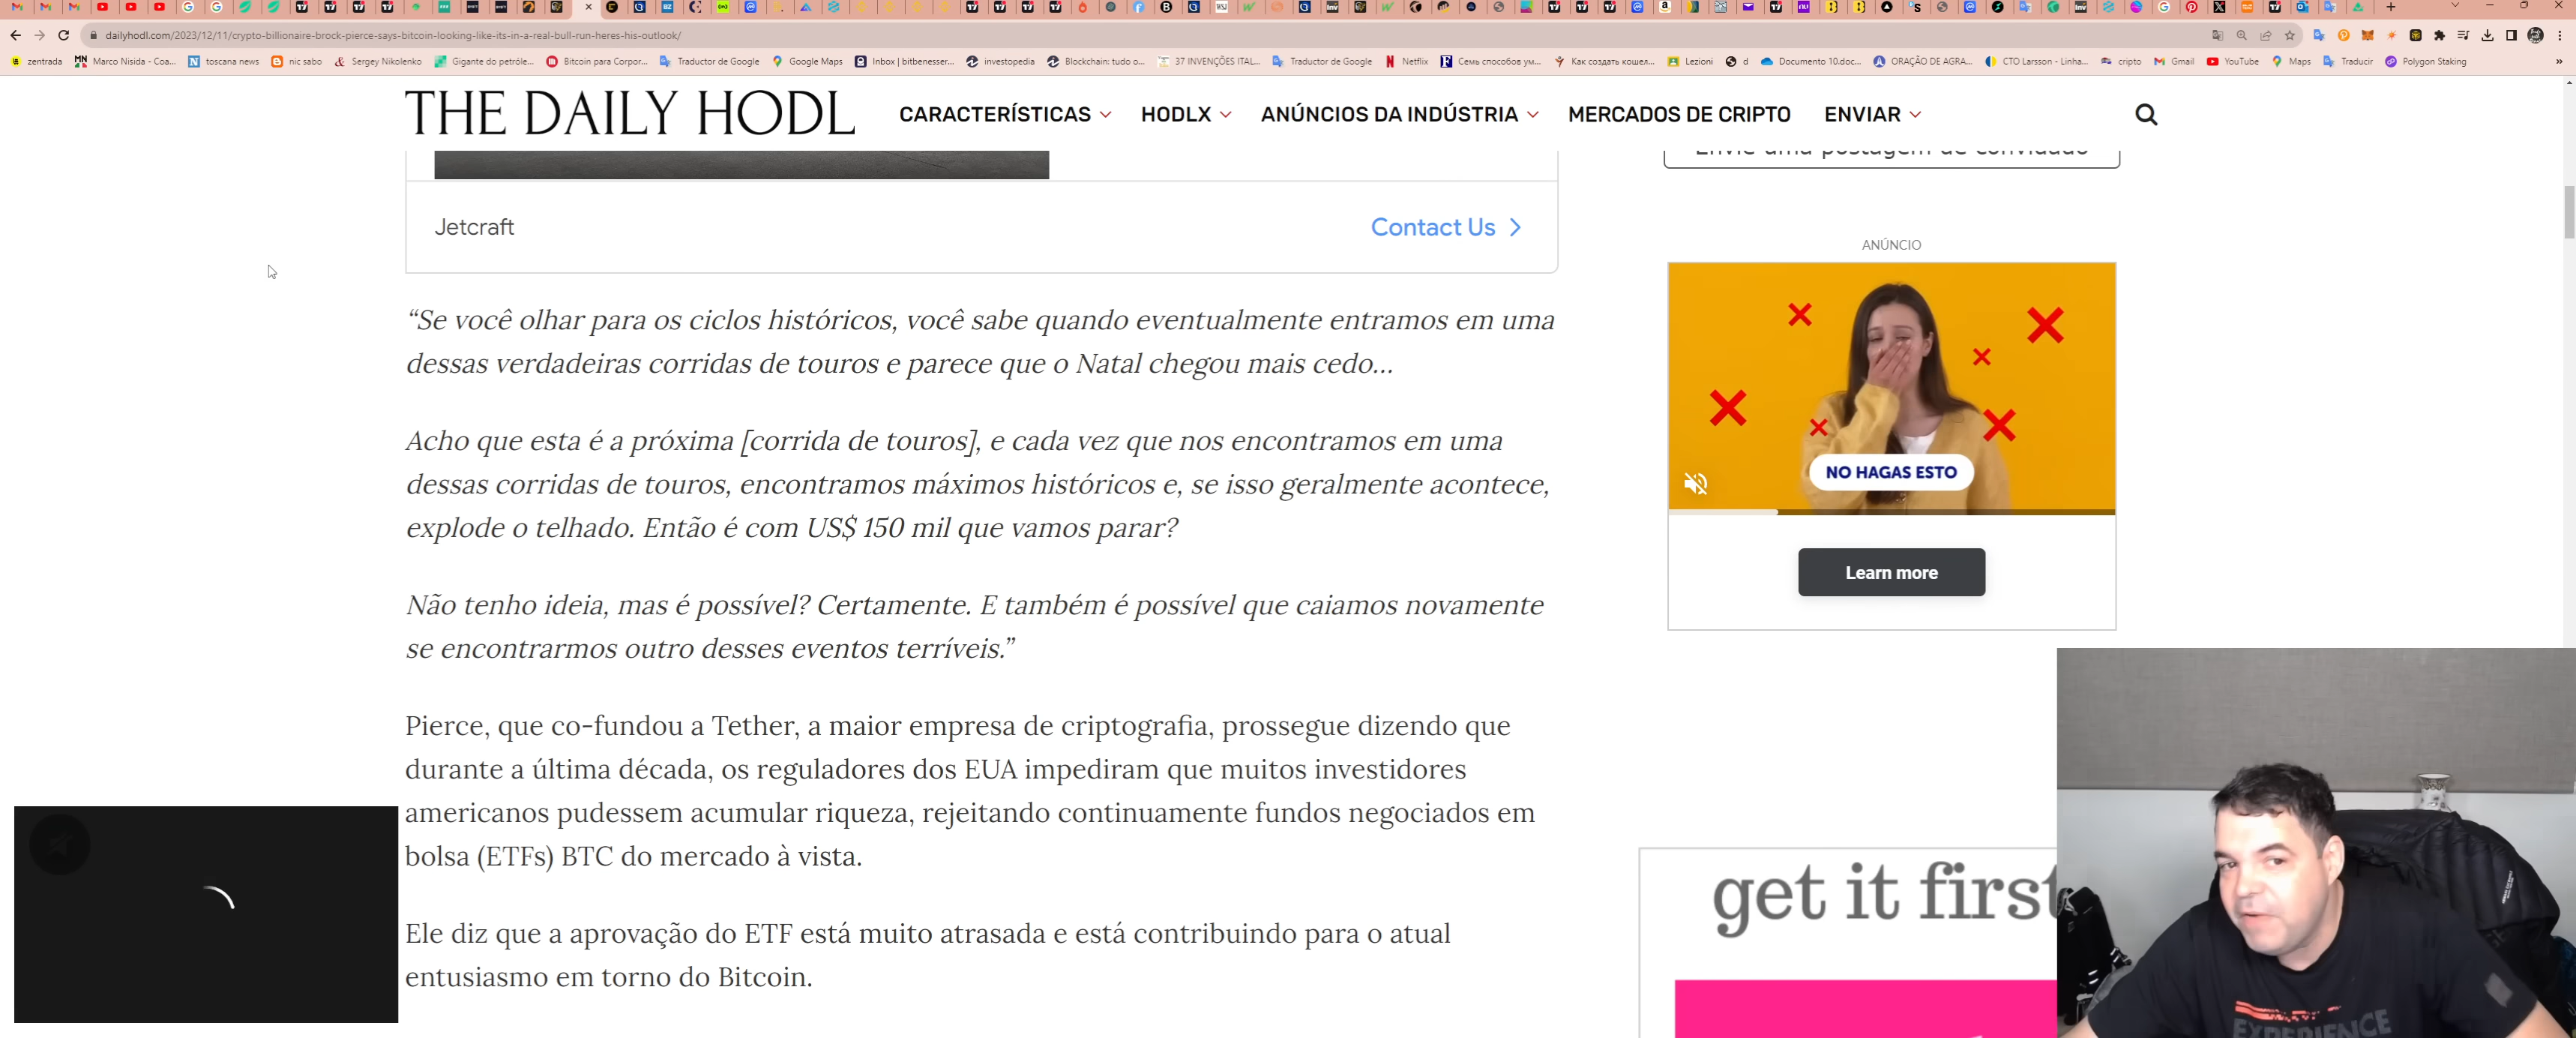 dailyhodl.com/2023/12/11/crypto-billionaire-brock-pierce-says-bitcoin-looking-like-its-in-a-real-bull-run-heres-his-outlook/
zentrada
Marco Nisida - Coa...
toscana news
nic sabo
Sergey Nikolenko
Gigante do petróle...
Bitcoin para Corpor...
Traductor de Google
Google Maps
Inbox | bitbenesser...
investopedia
Blockchain: tudo o...
37 INVENÇÕES ITAL...
Traductor de Google
Netflix
Семь способов ум...
Как создать кошел...
Lezioni
d
Documento 10.doc...
ORAÇÃO DE AGRA...
CTO Larsson - Linha...
cripto
Gmail
YouTube
Maps
Traducir
Polygon Staking
THE DAILY HODL
CARACTERÍSTICAS
HODLX
ANÚNCIOS DA INDÚSTRIA
MERCADOS DE CRIPTO
ENVIAR
Envie uma postagem de convidado
Jetcraft
Contact Us
ANÚNCIO
“Se você olhar para os ciclos históricos, você sabe quando eventualmente entramos em uma
dessas verdadeiras corridas de touros e parece que o Natal chegou mais cedo…
Acho que esta é a próxima [corrida de touros], e cada vez que nos encontramos em uma
dessas corridas de touros, encontramos máximos históricos e, se isso geralmente acontece,
explode o telhado. Então é com US$ 150 mil que vamos parar?
NO HAGAS ESTO
Learn more
Não tenho ideia, mas é possível? Certamente. E também é possível que caiamos novamente
se encontrarmos outro desses eventos terríveis.”
Pierce, que co-fundou a Tether, a maior empresa de criptografia, prossegue dizendo que
durante a última década, os reguladores dos EUA impediram que muitos investidores
americanos pudessem acumular riqueza, rejeitando continuamente fundos negociados em
bolsa (ETFs) BTC do mercado à vista.
Ele diz que a aprovação do ETF está muito atrasada e está contribuindo para o atual
entusiasmo em torno do Bitcoin.
get it first
EXPERIENCE